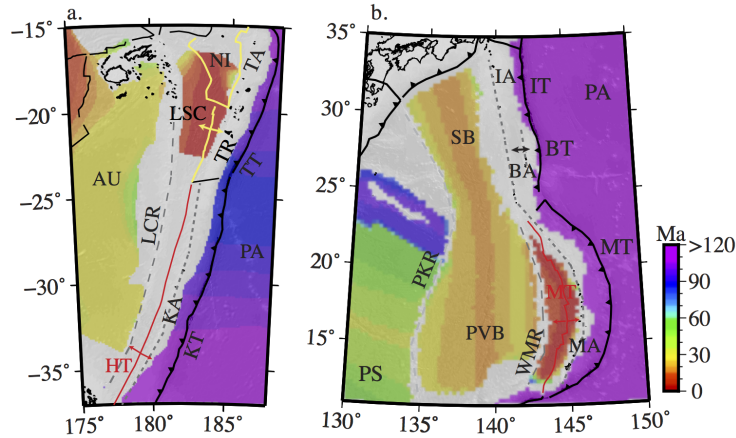 a.
−15°
−20°
−25°
−30°
−35°
175
180°
185°
NI
TA
LSC
TR
TT
AU
LCR
PA
KA
KT
HT
b.
35°
30°
25°
20°
15°
130°
135°
140°
145°
150°
IA
IT
PA
SB
BT
BA
MT
PKR
MT
PVB
WMR
MA
PS
Ma
>120
90
60
30
0